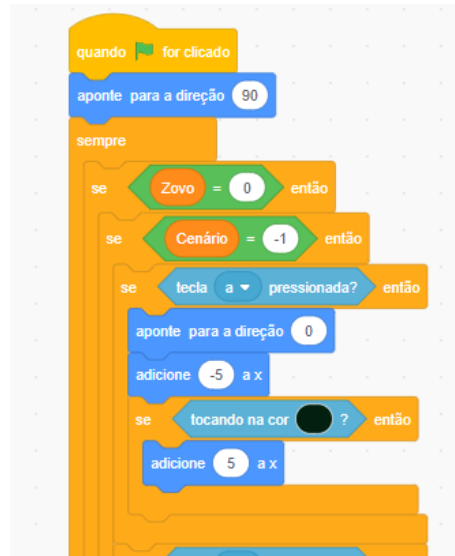 quando for clicado
aponte para a direção 90
sempre
se Zovo = 0 então
se Cenário = -1 então
se tecla a pressionada? então
aponte para a direção 0
adicione -5 a x
se tocando na cor ? então
adicione 5 a x